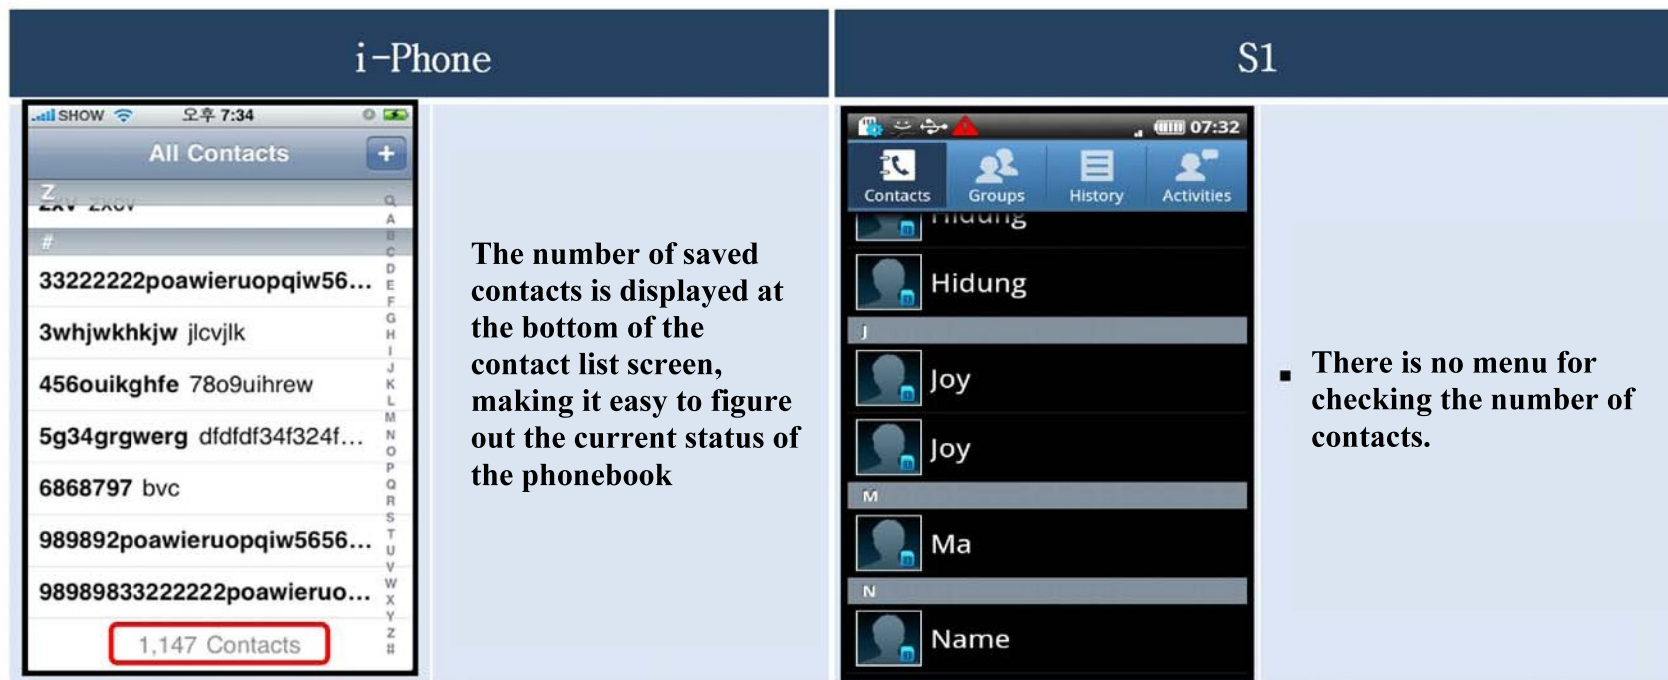 i-Phone
S1
SHOW 오후 7:34
All Contacts
+
Z
zxv zxcv
#
33222222poawieruopqiw56...
3whjwkhkjw jlcvjlk
456ouikghfe 78o9uihrew
5g34grgwerg dfdfdf34f324f...
6868797 bvc
989892poawieruopqiw5656...
98989833222222poawieruo...
1,147 Contacts
A
B
C
D
E
F
G
H
I
J
K
L
M
N
O
P
Q
R
S
T
U
V
W
X
Y
Z
#
The number of saved
contacts is displayed at
the bottom of the
contact list screen,
making it easy to figure
out the current status of
the phonebook
07:32
Contacts Groups History Activities
Hidung
Hidung
J
Joy
Joy
M
Ma
N
Name
▪ There is no menu for
checking the number of
contacts.